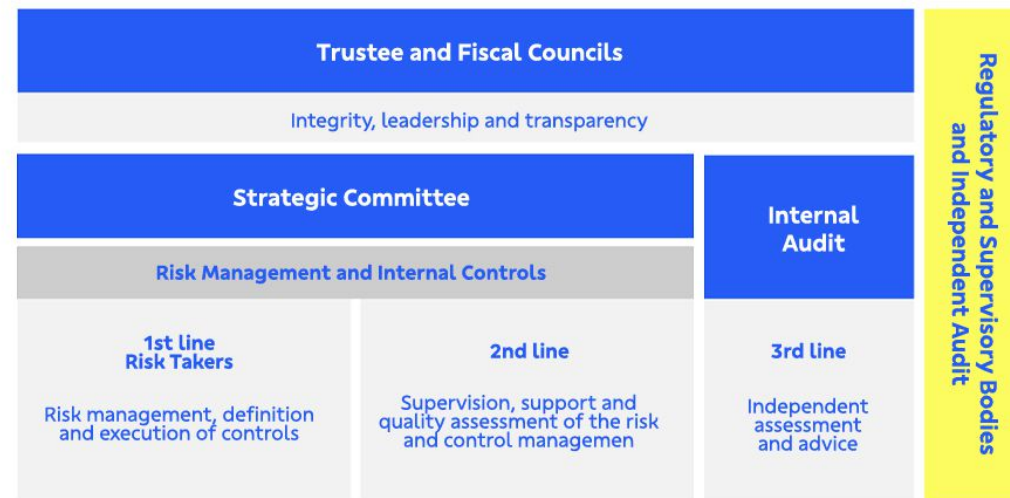 Trustee and Fiscal Councils
Integrity, leadership and transparency
Strategic Committee
Internal
Audit
Risk Management and Internal Controls
1st line
Risk Takers
Risk management, definition
and execution of controls
2nd line
Supervision, support and
quality assessment of the risk
and control managemen
3rd line
Independent
assessment
and advice
Regulatory and Supervisory Bodies
and Independent Audit